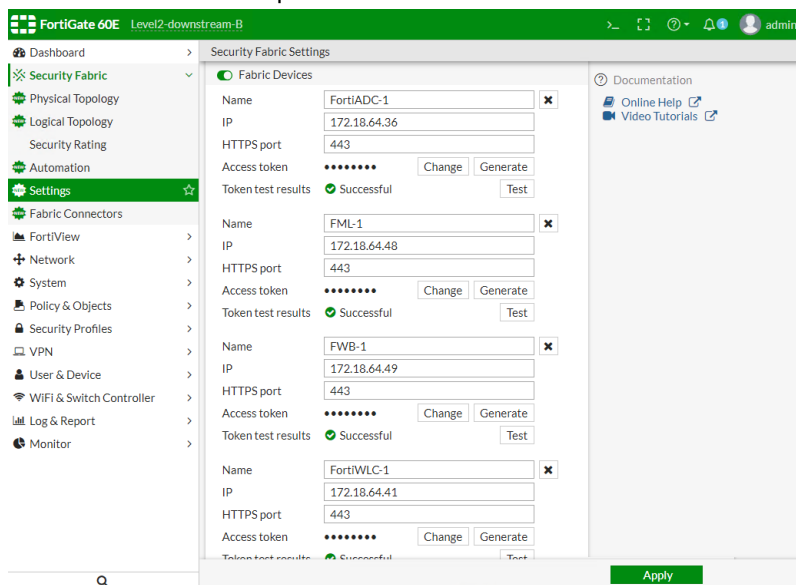 FortiGate 60E Level2-downstream-B >_ 1 admin
Dashboard
Security Fabric
Physical Topology
Logical Topology
Security Rating
Automation
Settings
Fabric Connectors
FortiView
Network
System
Policy & Objects
Security Profiles
VPN
User & Device
WiFi & Switch Controller
Log & Report
Monitor
Security Fabric Settings
Fabric Devices
Name FortiADC-1
IP 172.18.64.36
HTTPS port 443
Access token •••••••• Change Generate
Token test results Successful Test
Name FML-1
IP 172.18.64.48
HTTPS port 443
Access token •••••••• Change Generate
Token test results Successful Test
Name FWB-1
IP 172.18.64.49
HTTPS port 443
Access token •••••••• Change Generate
Token test results Successful Test
Name FortiWLC-1
IP 172.18.64.41
HTTPS port 443
Access token •••••••• Change Generate
Token test results Successful Test
Apply
Documentation
Online Help
Video Tutorials